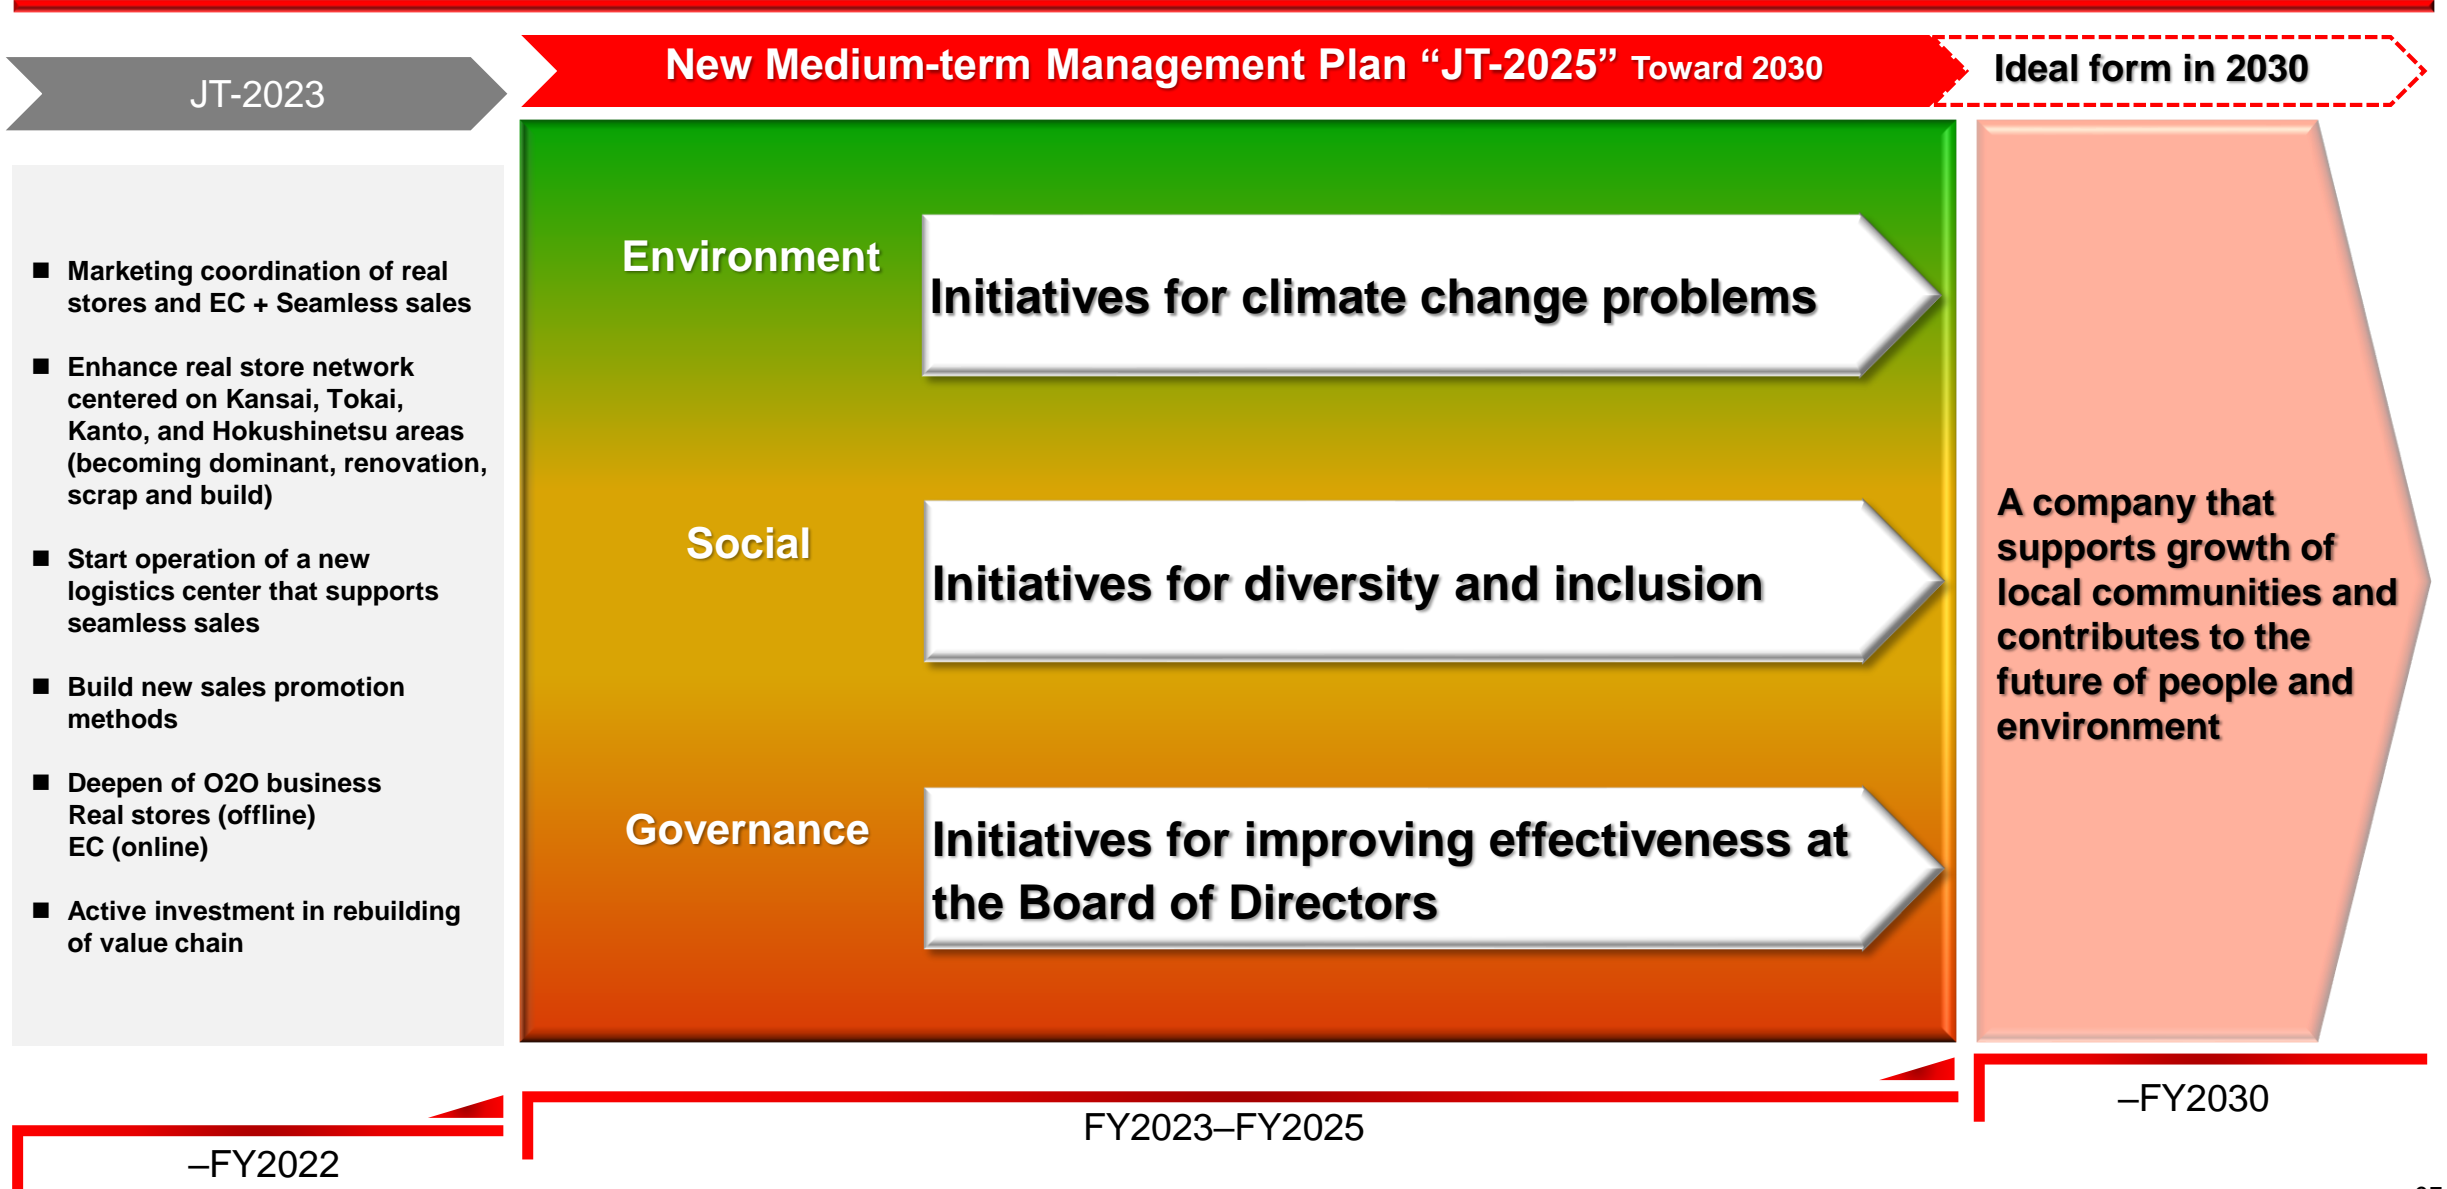 JT-2023
New Medium-term Management Plan “JT-2025” Toward 2030
Ideal form in 2030
■ Marketing coordination of real
stores and EC + Seamless sales
■ Enhance real store network
centered on Kansai, Tokai,
Kanto, and Hokushinetsu areas
(becoming dominant, renovation,
scrap and build)
■ Start operation of a new
logistics center that supports
seamless sales
■ Build new sales promotion
methods
■ Deepen of O2O business
Real stores (offline)
EC (online)
■ Active investment in rebuilding
of value chain
Environment
Initiatives for climate change problems
Social
Initiatives for diversity and inclusion
Governance
Initiatives for improving effectiveness at
the Board of Directors
A company that
supports growth of
local communities and
contributes to the
future of people and
environment
–FY2022
FY2023–FY2025
–FY2030